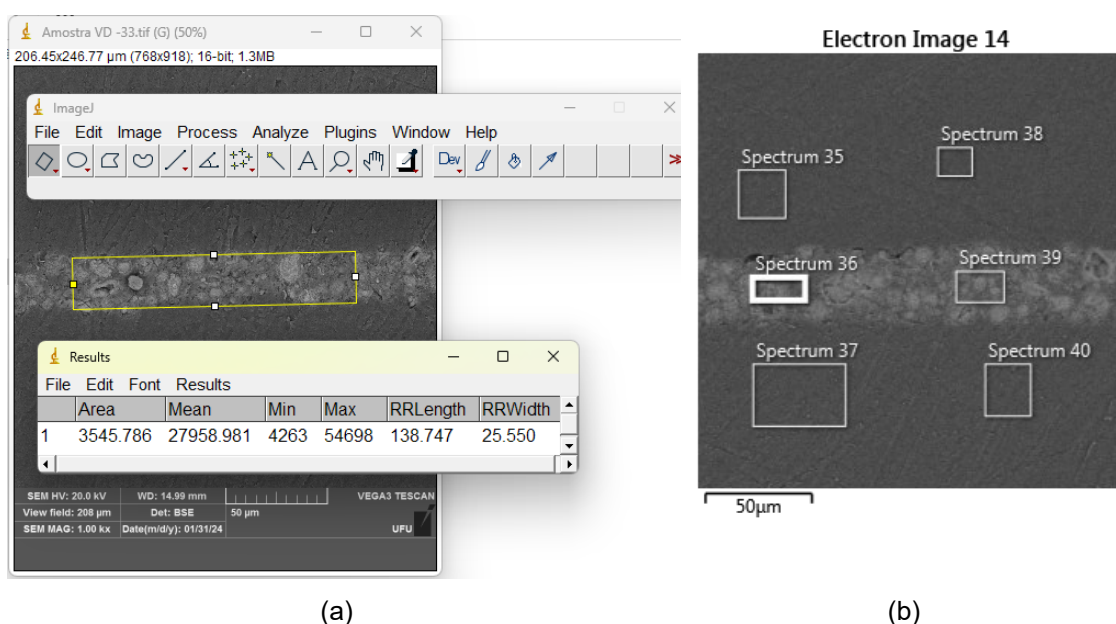 Amostra VD -33.tif (G) (50%)
206.45x246.77 µm (768x918); 16-bit; 1.3MB
ImageJ
File Edit Image Process Analyze Plugins Window Help
Dev
Results
File Edit Font Results
Area Mean Min Max RRLength RRWidth
1 3545.786 27958.981 4263 54698 138.747 25.550
SEM HV: 20.0 kV WD: 14.99 mm VEGA3 TESCAN
View field: 208 µm Det: BSE 50 µm
SEM MAG: 1.00 kx Date(m/d/y): 01/31/24 UFU
(a)
Electron Image 14
Spectrum 38
Spectrum 35
Spectrum 39
Spectrum 36
Spectrum 37 Spectrum 40
50µm
(b)